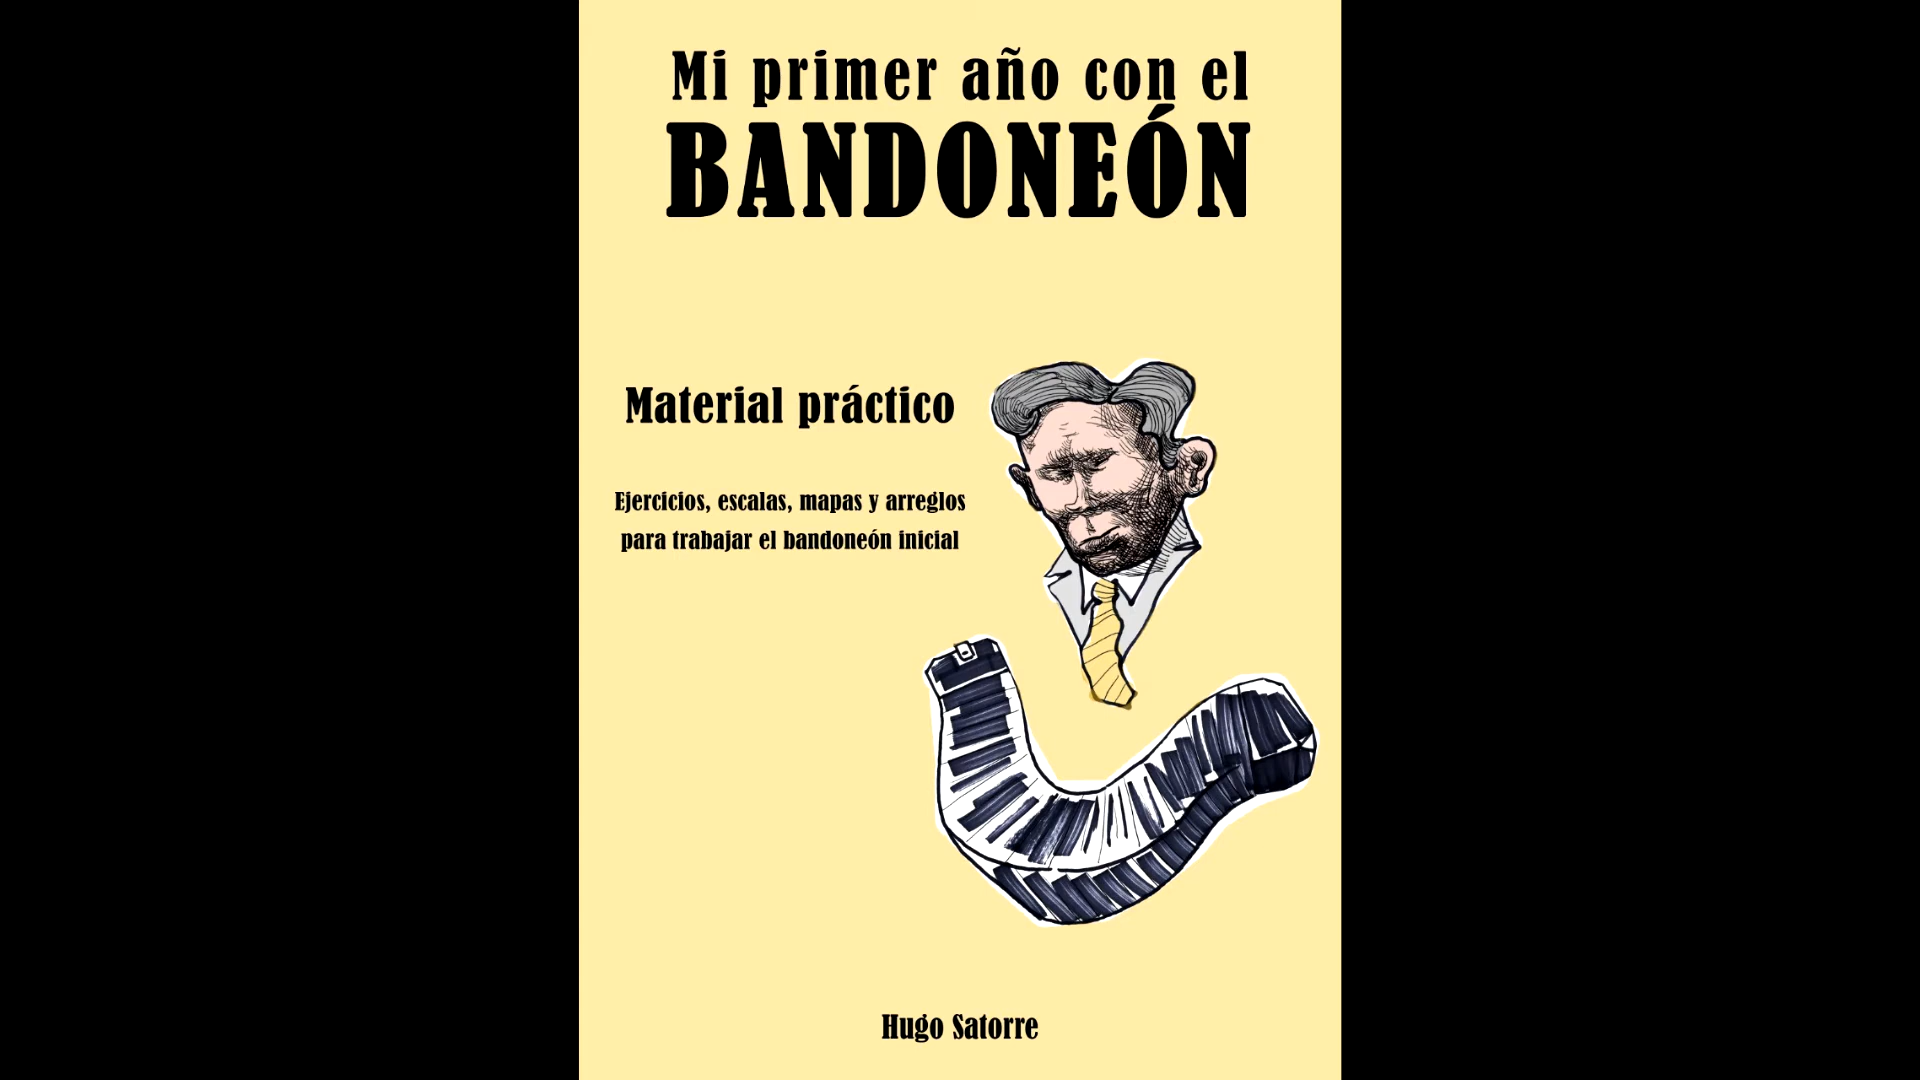 Mi primer año con el
BANDONEÓN
Material práctico
Ejercicios, escalas, mapas y arreglos
para trabajar el bandoneón inicial
Hugo Satorre